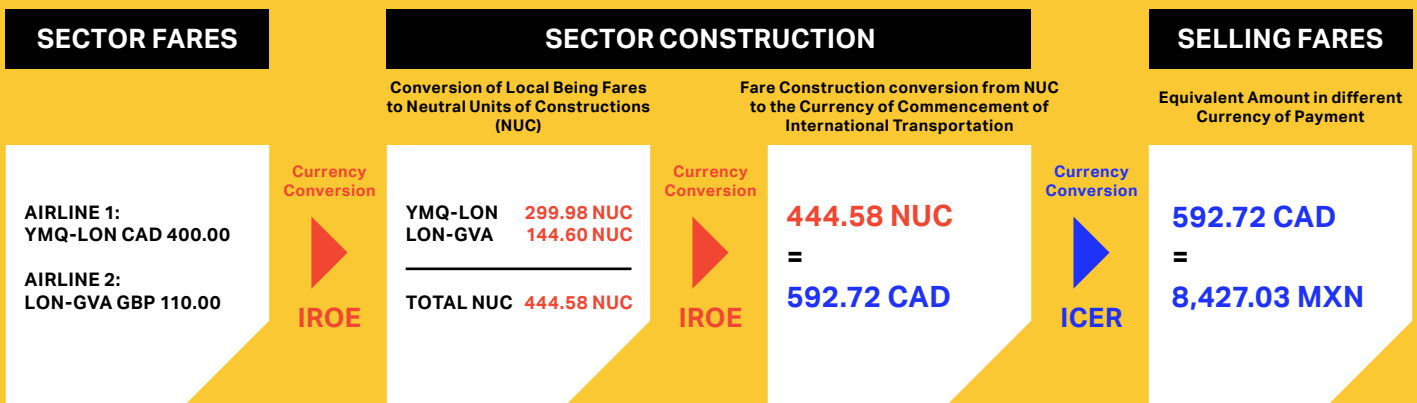 SECTOR FARES
SECTOR CONSTRUCTION
SELLING FARES
Conversion of Local Being Fares
to Neutral Units of Constructions
(NUC)
Fare Construction conversion from NUC
to the Currency of Commencement of
International Transportation
Equivalent Amount in different
Currency of Payment
AIRLINE 1:
YMQ-LON CAD 400.00
AIRLINE 2:
LON-GVA GBP 110.00
Currency
Conversion
IROE
YMQ-LON 299.98 NUC
LON-GVA 144.60 NUC
TOTAL NUC 444.58 NUC
Currency
Conversion
IROE
444.58 NUC
=
592.72 CAD
Currency
Conversion
ICER
592.72 CAD
=
8,427.03 MXN